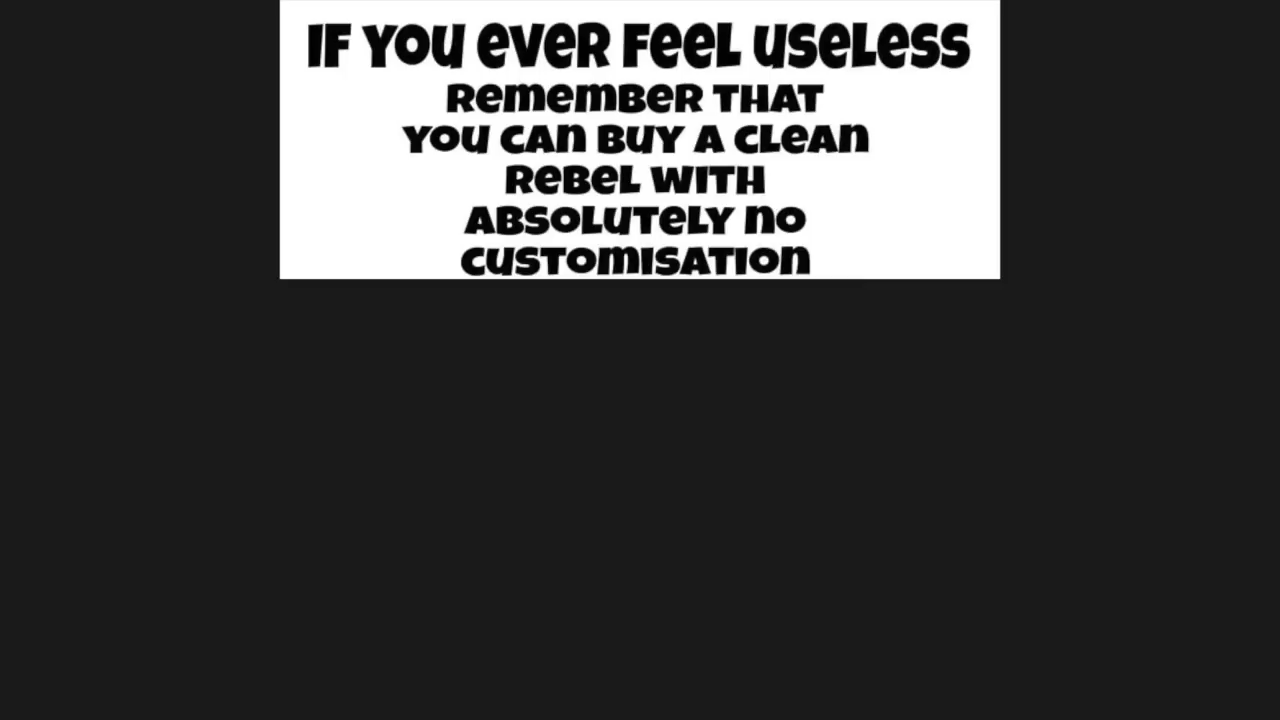 IF YOU EVER FEEL USELESS
REMEMBER THAT
YOU CAN BUY A CLEAN
REBEL WITH
ABSOLUTELY NO
CUSTOMISATION